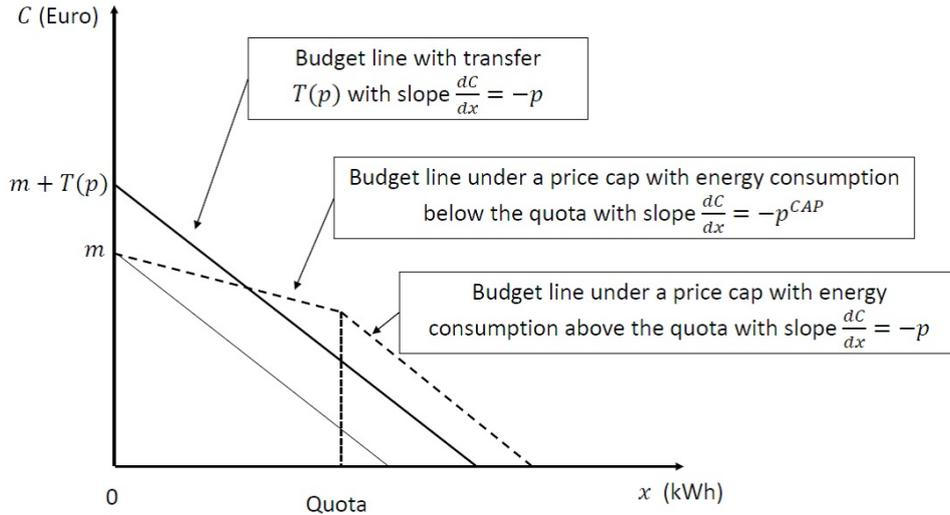 C (Euro)
Budget line with transfer
T(p) with slope dC/dx = −p
Budget line under a price cap with energy consumption
below the quota with slope dC/dx = −p^CAP
m + T(p)
m
Budget line under a price cap with energy
consumption above the quota with slope dC/dx = −p
0
Quota
x (kWh)